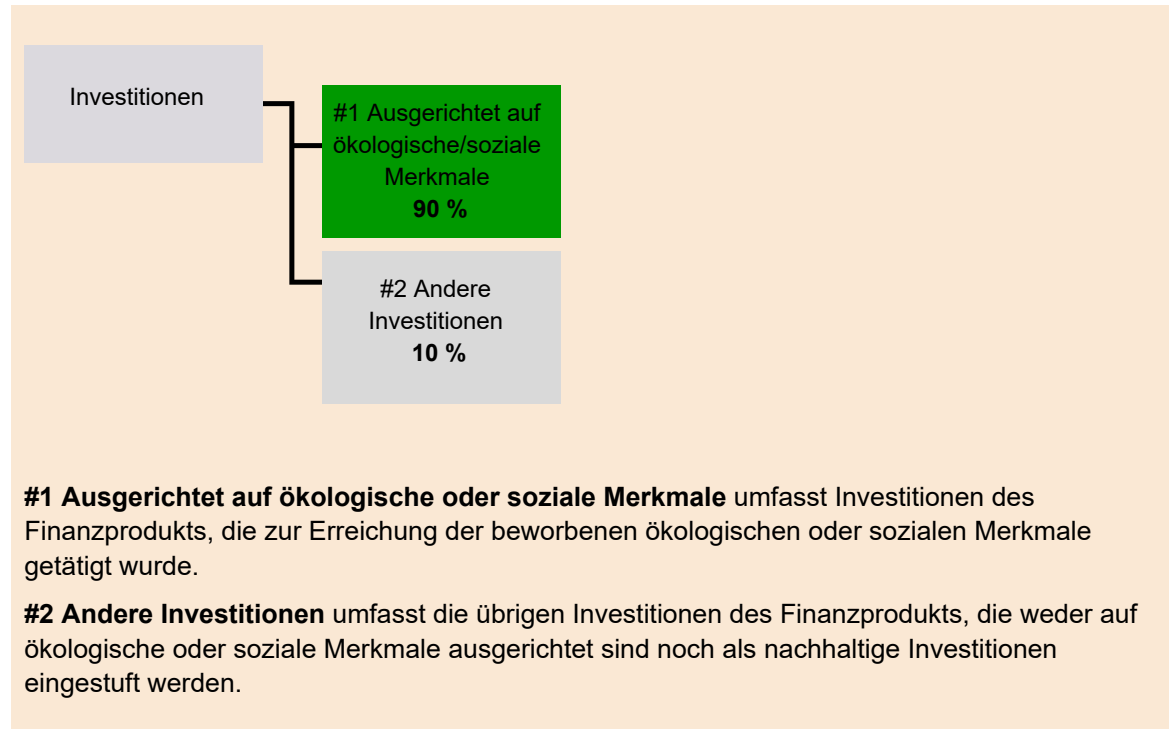 Investitionen
#1 Ausgerichtet auf
ökologische/soziale
Merkmale
90 %
#2 Andere
Investitionen
10 %
#1 Ausgerichtet auf ökologische oder soziale Merkmale umfasst Investitionen des
Finanzprodukts, die zur Erreichung der beworbenen ökologischen oder sozialen Merkmale
getätigt wurde.
#2 Andere Investitionen umfasst die übrigen Investitionen des Finanzprodukts, die weder auf
ökologische oder soziale Merkmale ausgerichtet sind noch als nachhaltige Investitionen
eingestuft werden.